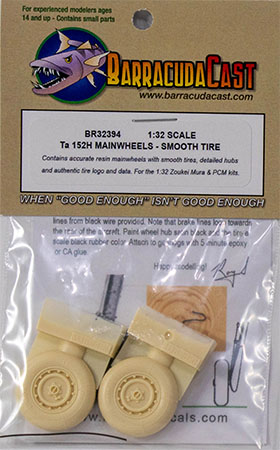 For experienced modelers ages
14 and up - Contains small parts
BARRACUDACAST
www.barracudacast.com
BR32394 1:32 SCALE
Ta 152H MAINWHEELS - SMOOTH TIRE
Contains accurate resin mainwheels with smooth tires, detailed hubs
and authentic tire logo and data. For the 1:32 Zoukei Mura & PCM kits.
WHEN "GOOD ENOUGH" ISN'T GOOD ENOUGH
lines from black wire provided. Note that brake lines loop towards
the rear of the aircraft. Paint wheel hub satin black and the tire
scale black rubber color. Attach to gear legs with 5 minute epoxy
or CA glue.
Happy modelling!
cals.com